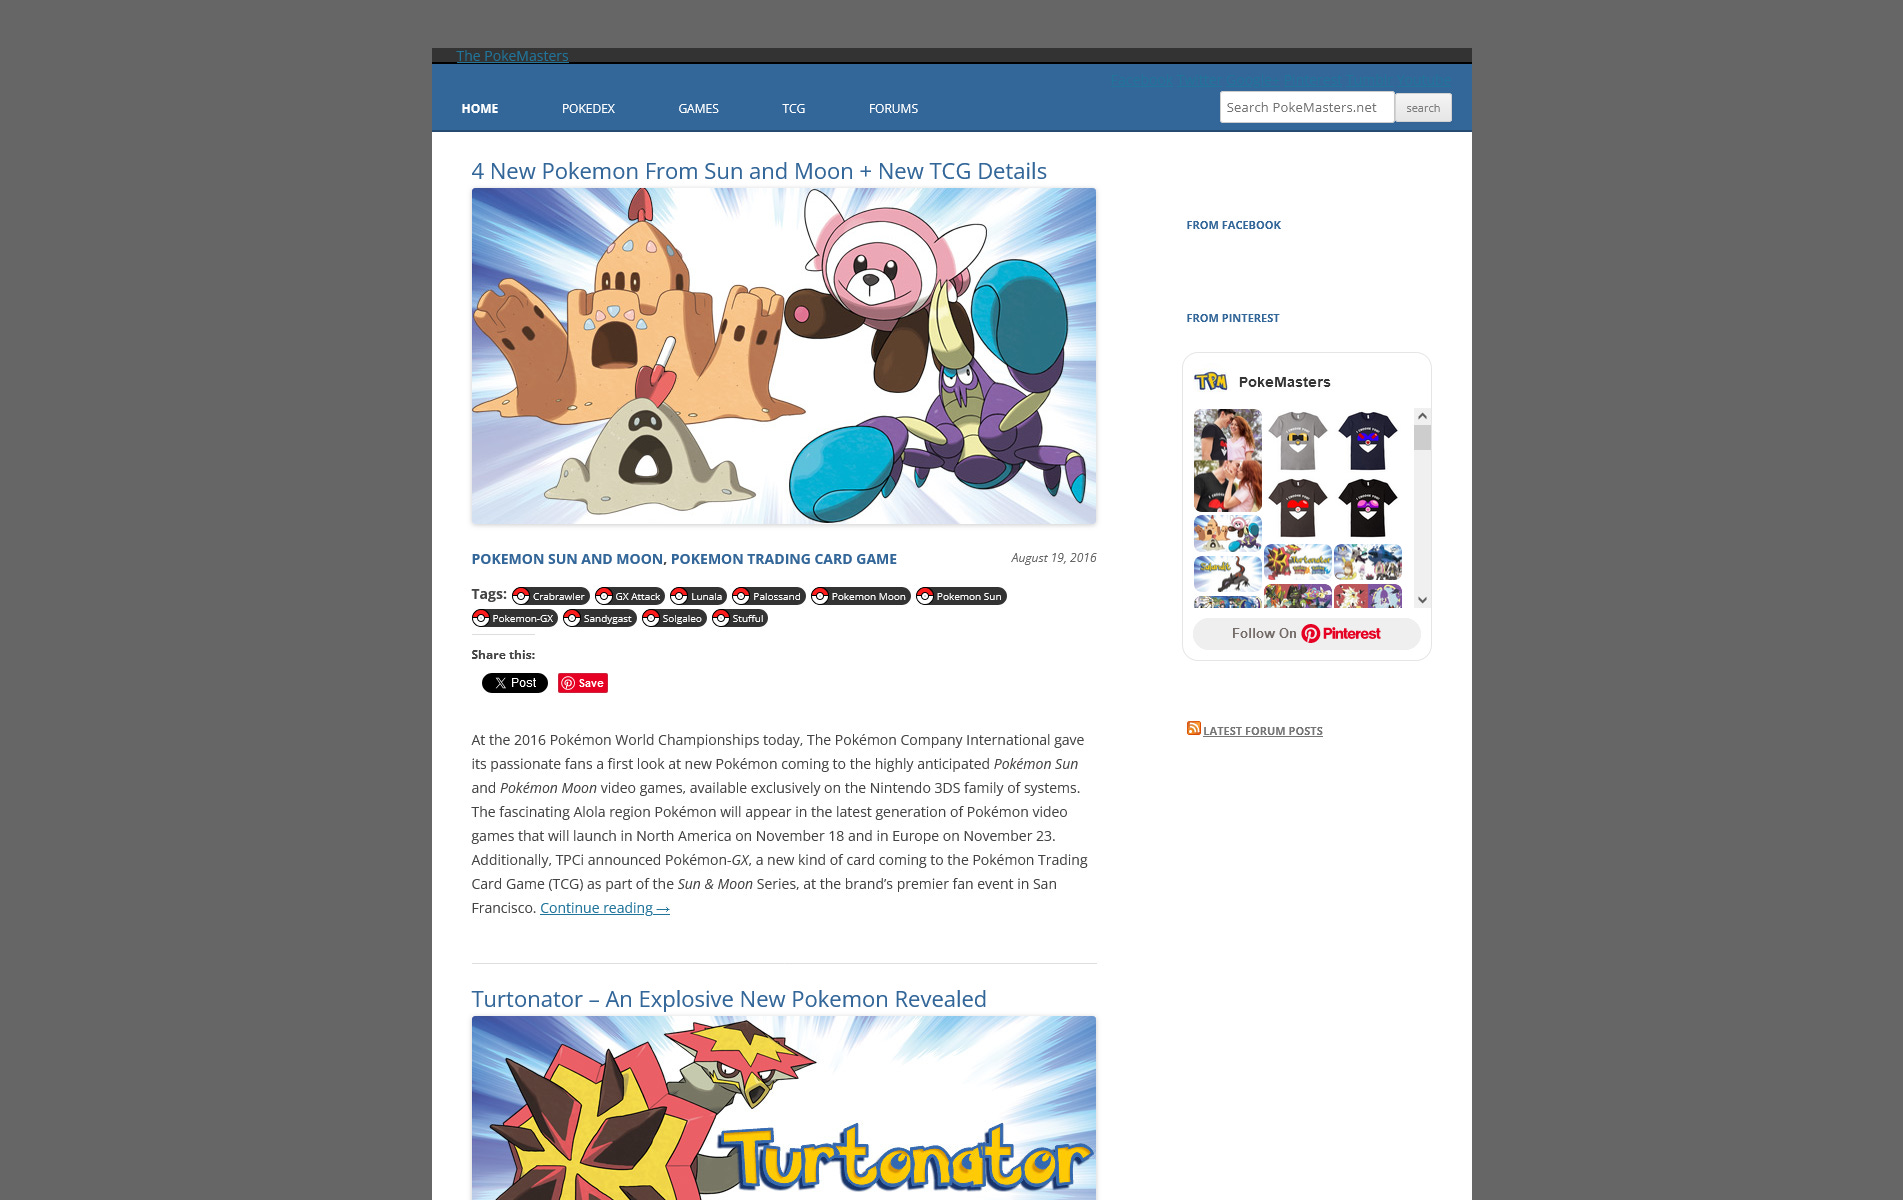 The PokeMasters
HOME POKEDEX GAMES TCG FORUMS
Search PokeMasters.net search
4 New Pokemon From Sun and Moon + New TCG Details
POKEMON SUN AND MOON, POKEMON TRADING CARD GAME August 19, 2016
Tags: Crabrawler GX Attack Lunala Palossand Pokemon Moon Pokemon Sun
Pokemon-GX Sandygast Solgaleo Stufful
Share this:
Post Save
At the 2016 Pokémon World Championships today, The Pokémon Company International gave
its passionate fans a first look at new Pokémon coming to the highly anticipated Pokémon Sun
and Pokémon Moon video games, available exclusively on the Nintendo 3DS family of systems.
The fascinating Alola region Pokémon will appear in the latest generation of Pokémon video
games that will launch in North America on November 18 and in Europe on November 23.
Additionally, TPCi announced Pokémon-GX, a new kind of card coming to the Pokémon Trading
Card Game (TCG) as part of the Sun & Moon Series, at the brand’s premier fan event in San
Francisco. Continue reading →
Turtonator – An Explosive New Pokemon Revealed
Turtonator
FROM FACEBOOK
FROM PINTEREST
TPM PokeMasters
Follow On Pinterest
LATEST FORUM POSTS